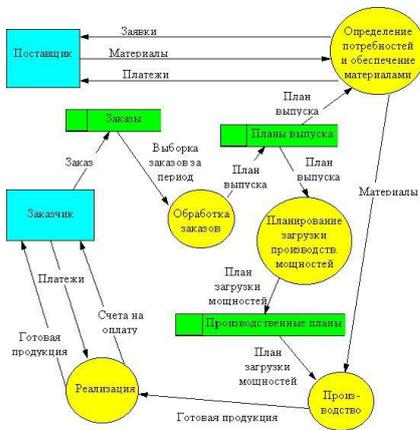 Заявки
Материалы
Платежи
Поставщик
Определение
потребностей
и обеспечение
материалами
План
выпуска
Заказы
Планы выпуска
Выборка
заказов за
период
Заказ
План
выпуска
План
выпуска
Материалы
Заказчик
Обработка
заказов
Планирование
загрузки
производств.
мощностей
План
загрузки
мощностей
Платежи
Счета на
оплату
Производственные планы
Готовая
продукция
План
загрузки
мощностей
Реализация
Произ-
водство
Готовая продукция